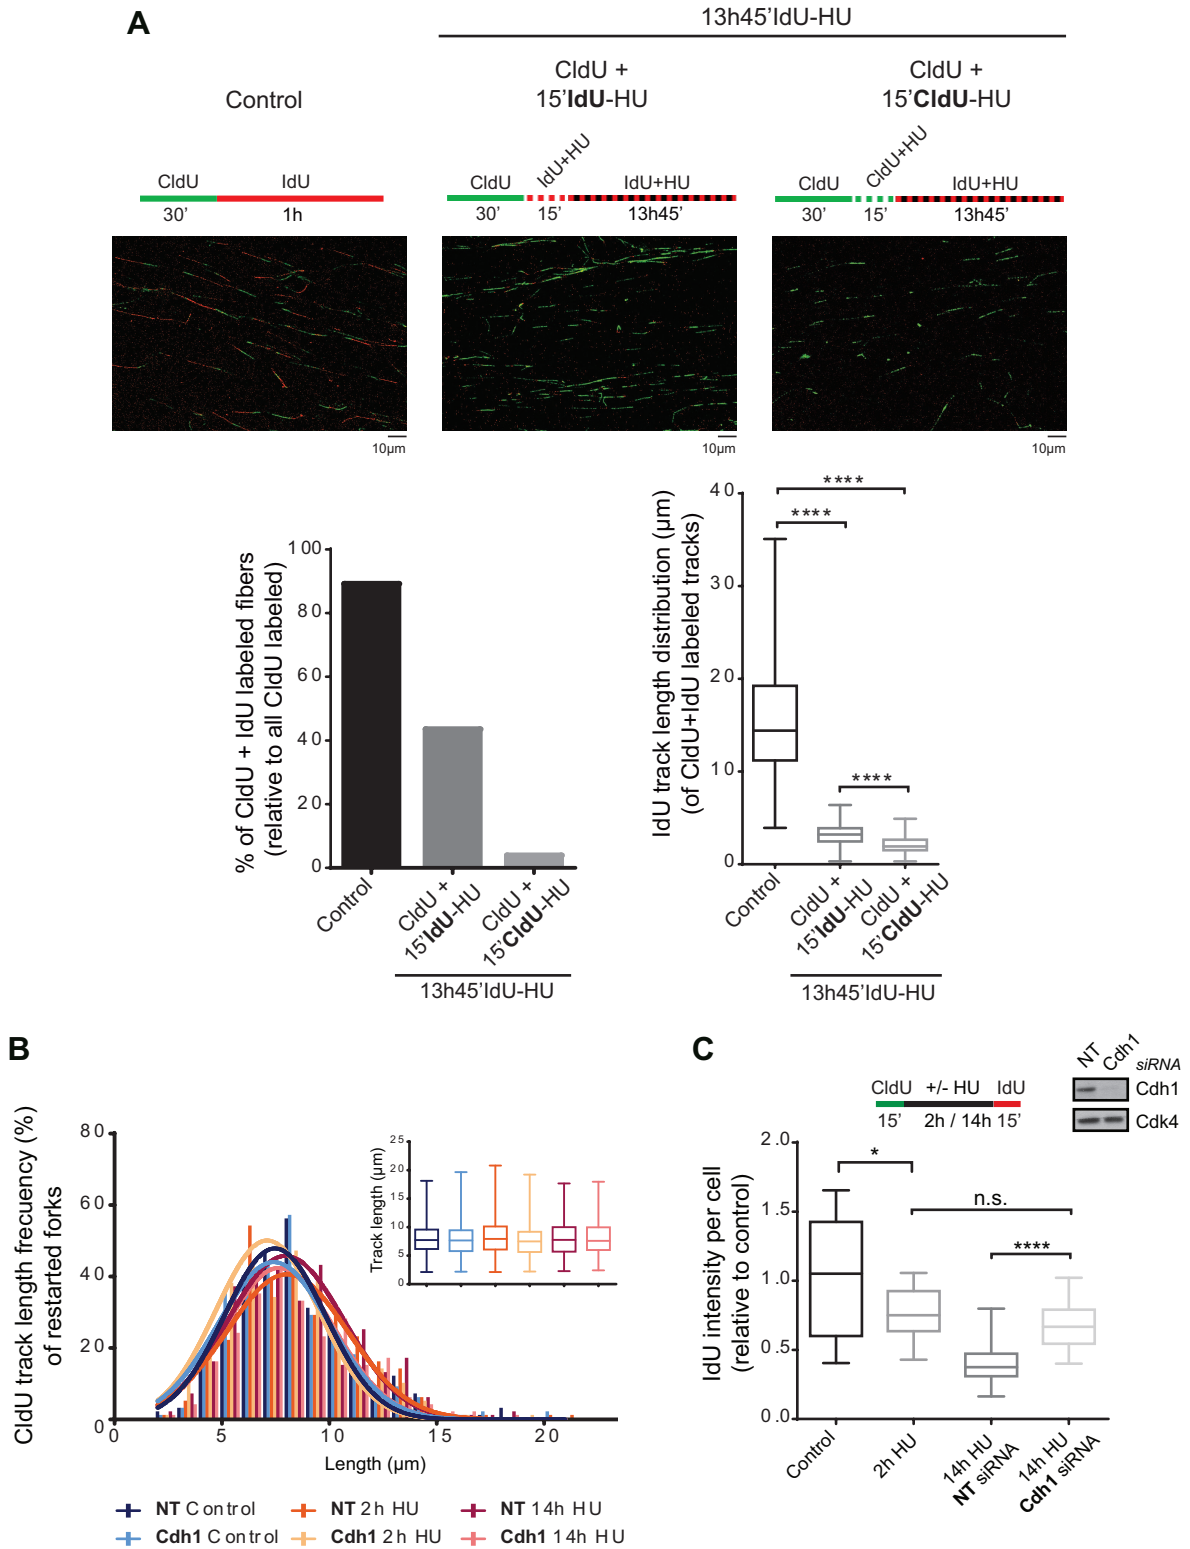 A
13h45'IdU-HU
Control
CldU +
15'IdU-HU
CldU +
15'CldU-HU
CldU
IdU
30'
1h
CldU
IdU+HU
IdU+HU
30'
15'
13h45'
CldU
CldU+HU
IdU+HU
30'
15'
13h45'
10µm
10µm
10µm
% of CldU + IdU labeled fibers
(relative to all CldU labeled)
100
80
60
40
20
0
Control
CldU +
15'IdU-HU
CldU +
15'CldU-HU
13h45'IdU-HU
IdU track length distribution (µm)
(of CldU+IdU labeled tracks)
40
30
20
10
0
****
****
****
Control
CldU +
15'IdU-HU
CldU +
15'CldU-HU
13h45'IdU-HU
B
CldU track length frecuency (%)
of restarted forks
80
60
40
20
0
0
5
10
15
20
Length (µm)
Track length (µm)
25
20
15
10
5
0
NT Control
NT 2h HU
NT 14h HU
Cdh1 Control
Cdh1 2h HU
Cdh1 14h HU
C
CldU
+/- HU
IdU
15'
2h / 14h
15'
NT
Cdh1
siRNA
Cdh1
Cdk4
IdU intensity per cell
(relative to control)
2.0
1.5
1.0
0.5
0.0
*
n.s.
****
Control
2h HU
14h HU
NT siRNA
14h HU
Cdh1 siRNA